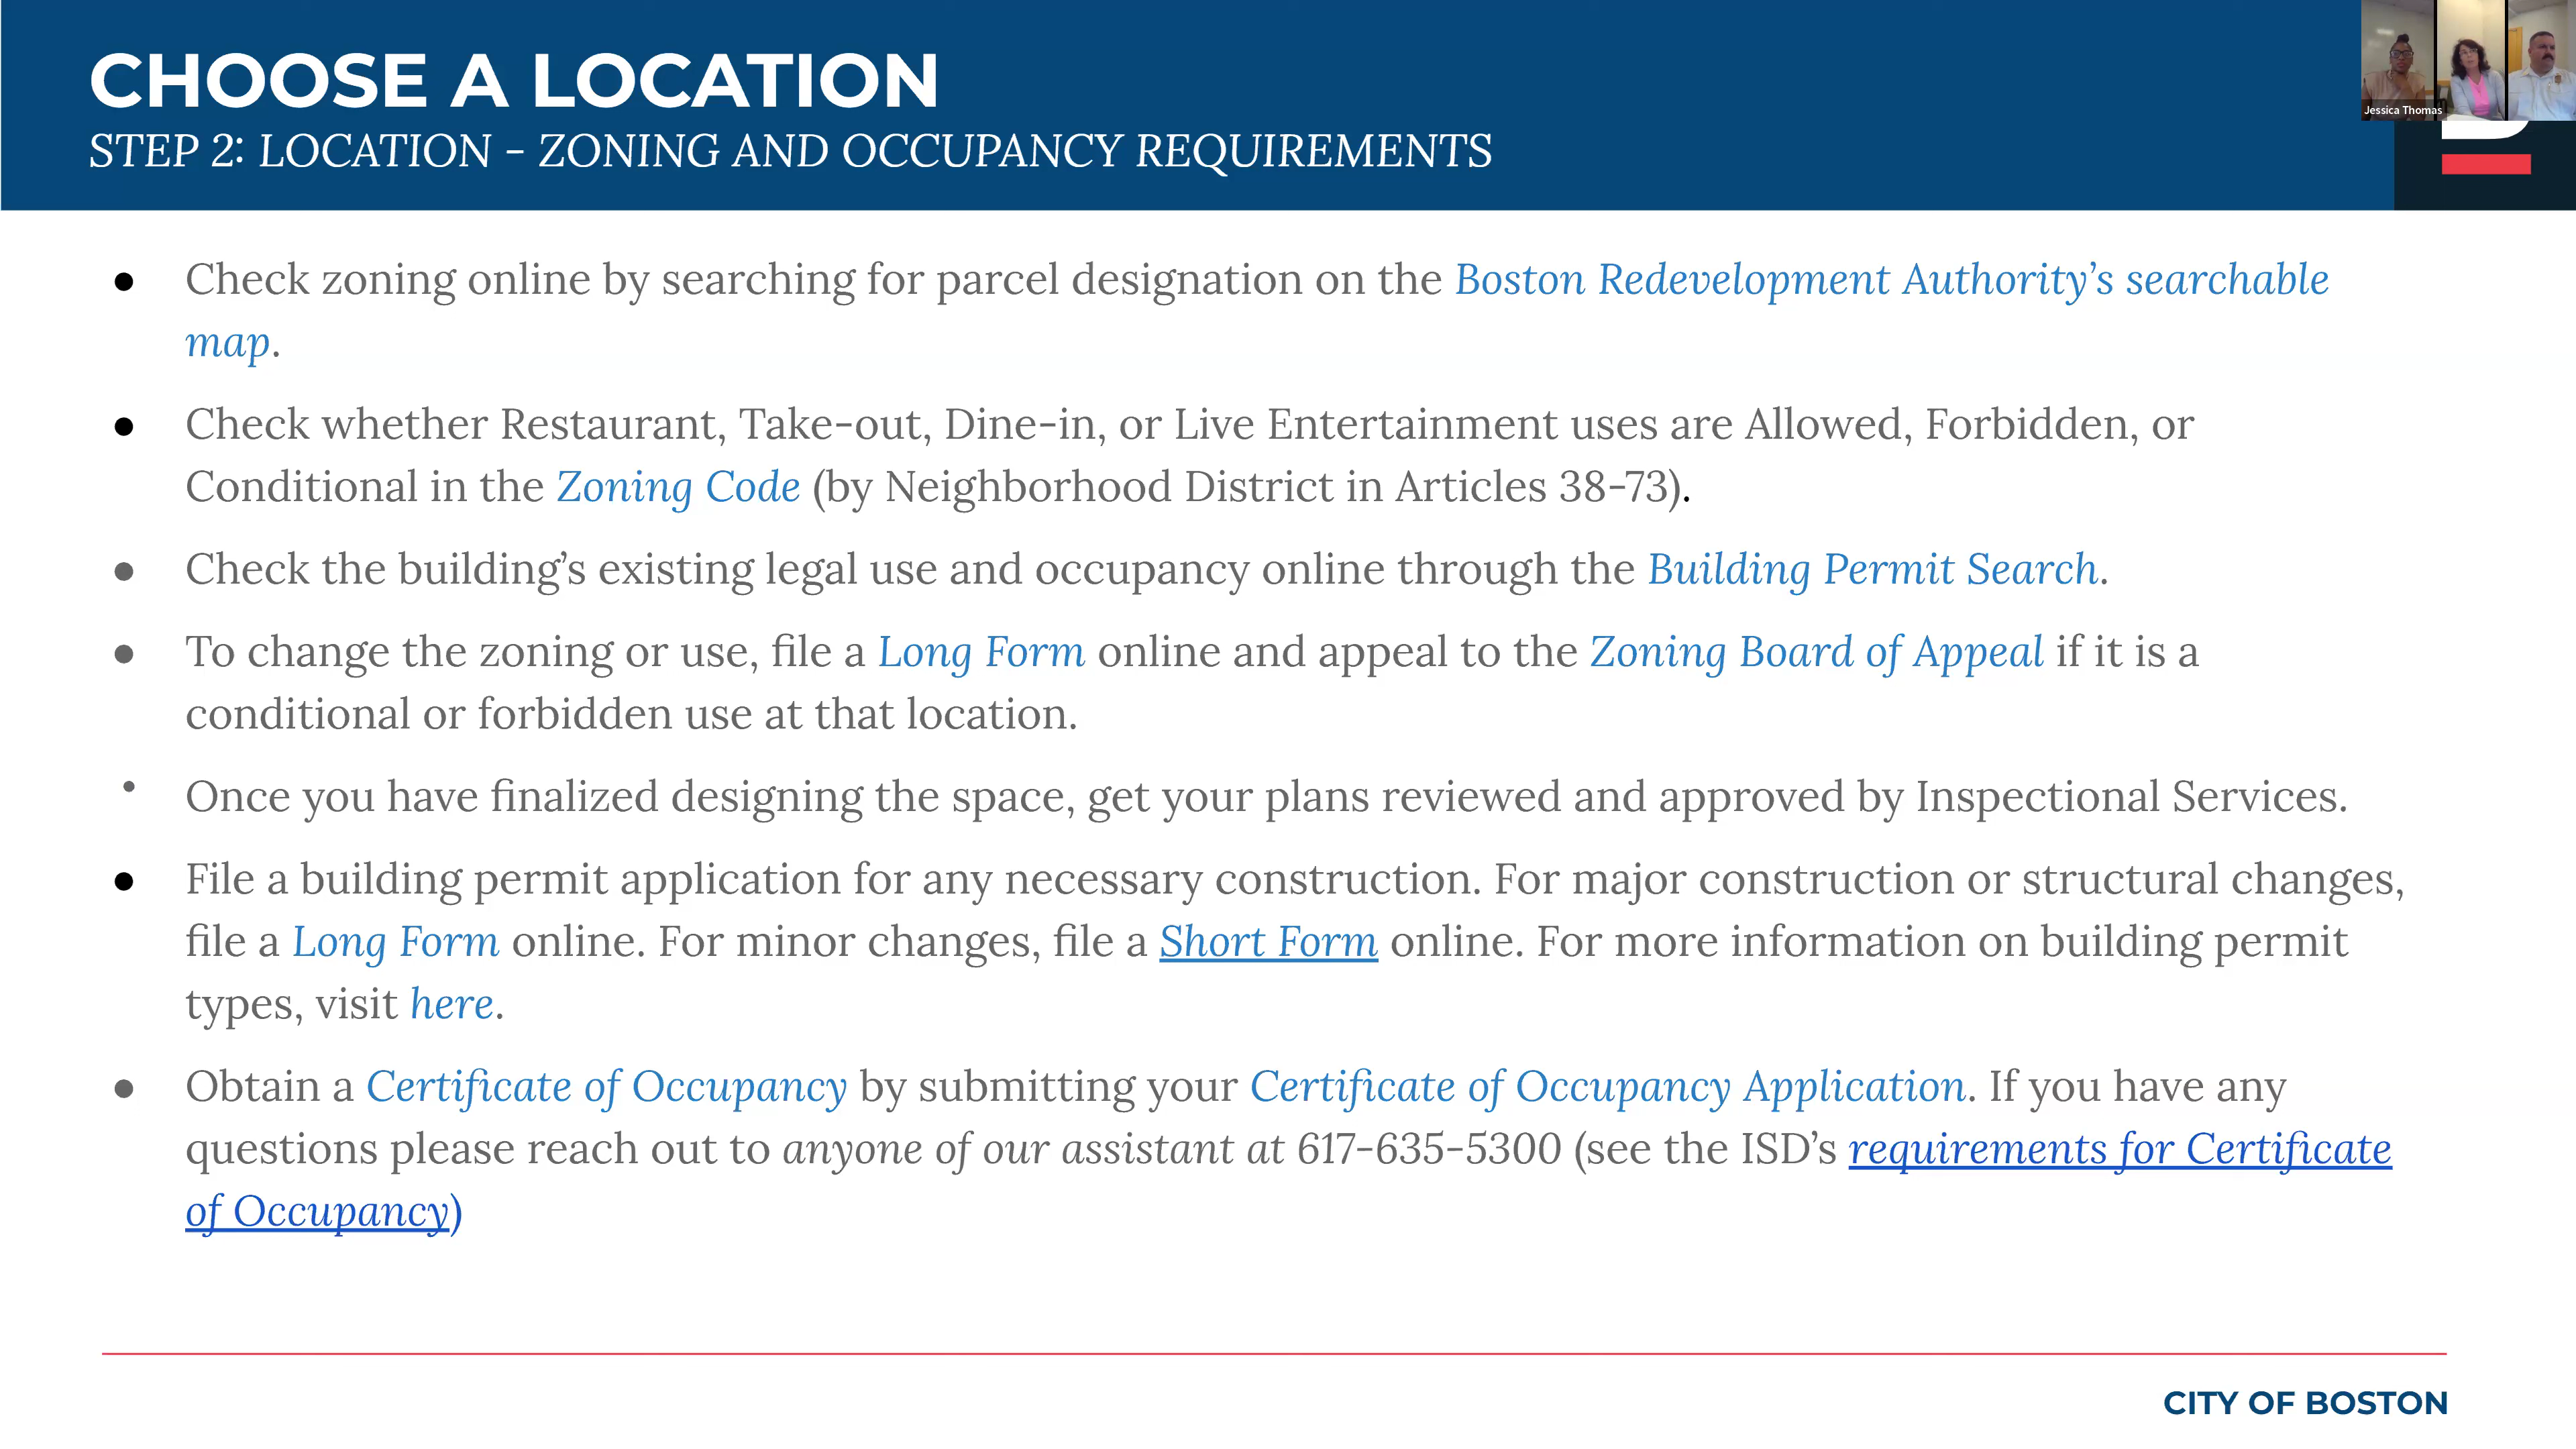 CHOOSE A LOCATION
STEP 2: LOCATION - ZONING AND OCCUPANCY REQUIREMENTS
Jessica Thomas
● Check zoning online by searching for parcel designation on the Boston Redevelopment Authority’s searchable
map.
● Check whether Restaurant, Take-out, Dine-in, or Live Entertainment uses are Allowed, Forbidden, or
Conditional in the Zoning Code (by Neighborhood District in Articles 38-73).
● Check the building’s existing legal use and occupancy online through the Building Permit Search.
● To change the zoning or use, file a Long Form online and appeal to the Zoning Board of Appeal if it is a
conditional or forbidden use at that location.
• Once you have finalized designing the space, get your plans reviewed and approved by Inspectional Services.
● File a building permit application for any necessary construction. For major construction or structural changes,
file a Long Form online. For minor changes, file a Short Form online. For more information on building permit
types, visit here.
● Obtain a Certificate of Occupancy by submitting your Certificate of Occupancy Application. If you have any
questions please reach out to anyone of our assistant at 617-635-5300 (see the ISD’s requirements for Certificate
of Occupancy)
CITY OF BOSTON